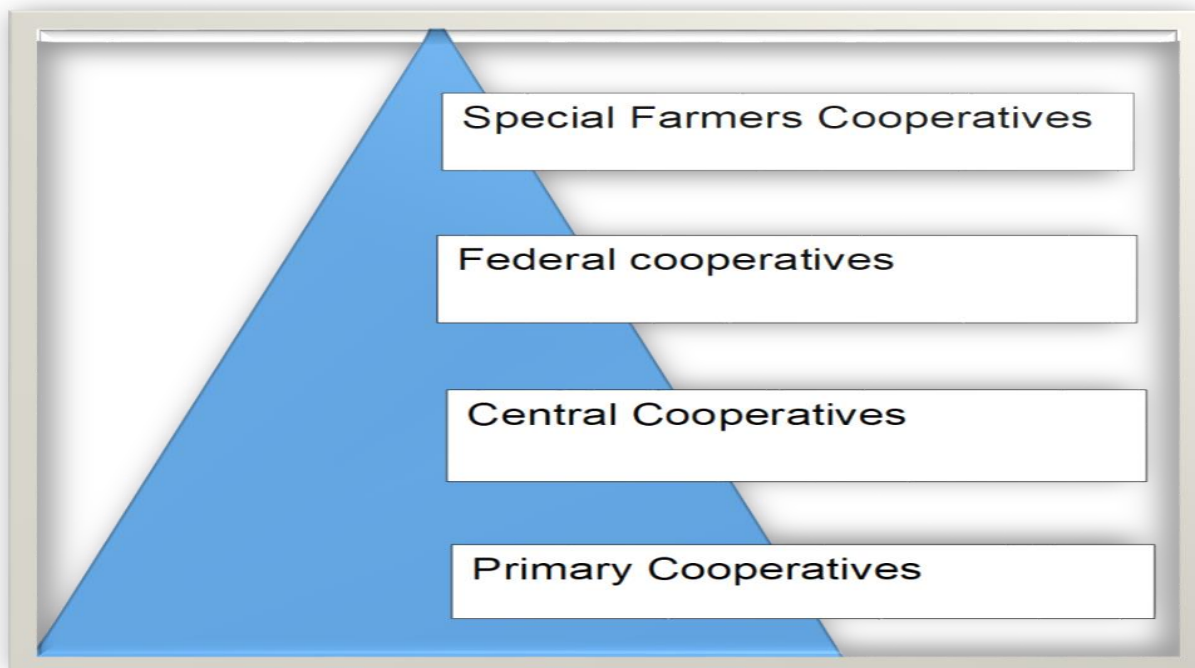 Special Farmers Cooperatives
Federal cooperatives
Central Cooperatives
Primary Cooperatives